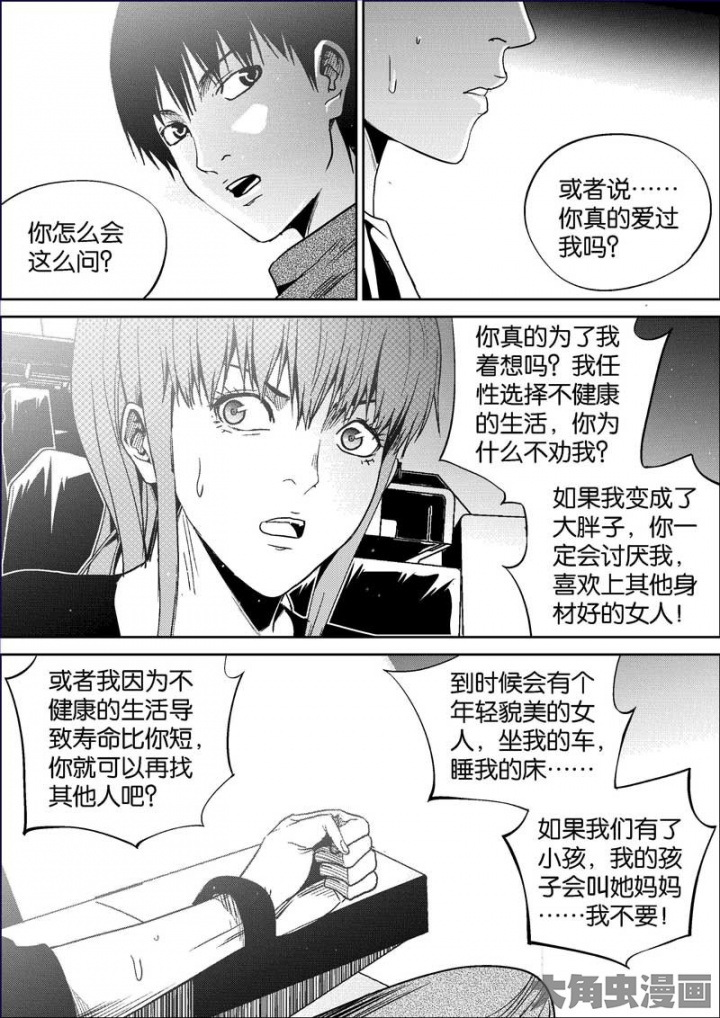 你怎么会
这么问？
或者说……
你真的爱过
我吗？
你真的为了我
着想吗？我任
性选择不健康
的生活，你为
什么不劝我？
如果我变成了
大胖子，你一
定会讨厌我，
喜欢上其他身
材好的女人！
或者我因为不
健康的生活导
致寿命比你短，
你就可以再找
其他人吧？
到时候会有个
年轻貌美的女
人，坐我的车，
睡我的床……
如果我们有了
小孩，我的孩
子会叫她妈妈
……我不要！
大角虫漫画